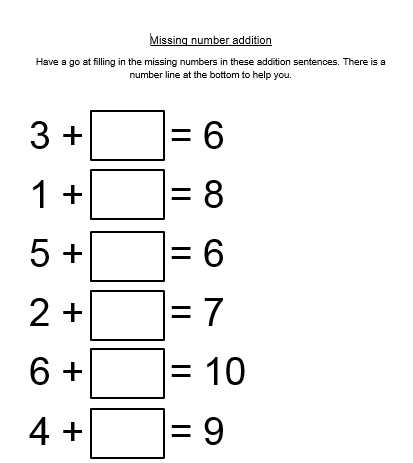 Missing number addition
Have a go at filling in the missing numbers in these addition sentences. There is a
number line at the bottom to help you.
3 + = 6
1 + = 8
5 + = 6
2 + = 7
6 + = 10
4 + = 9